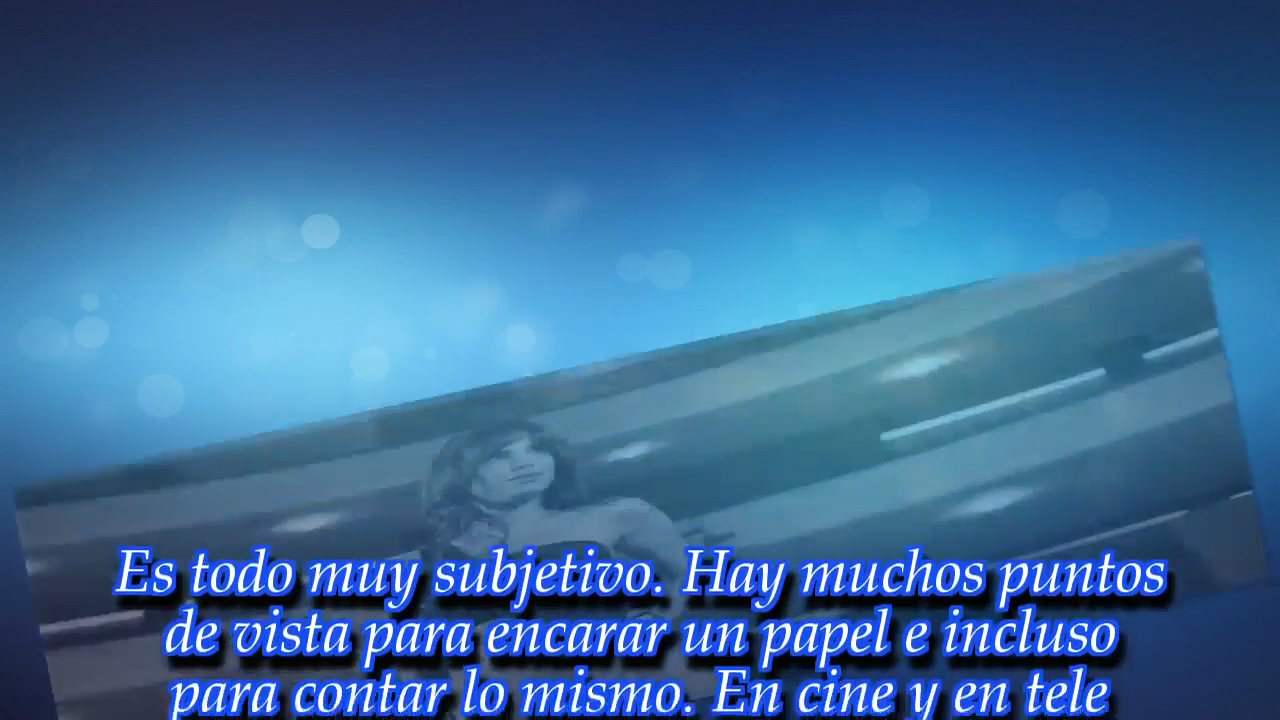 Es todo muy subjetivo. Hay muchos puntos
de vista para encarar un papel e incluso
para contar lo mismo. En cine y en tele